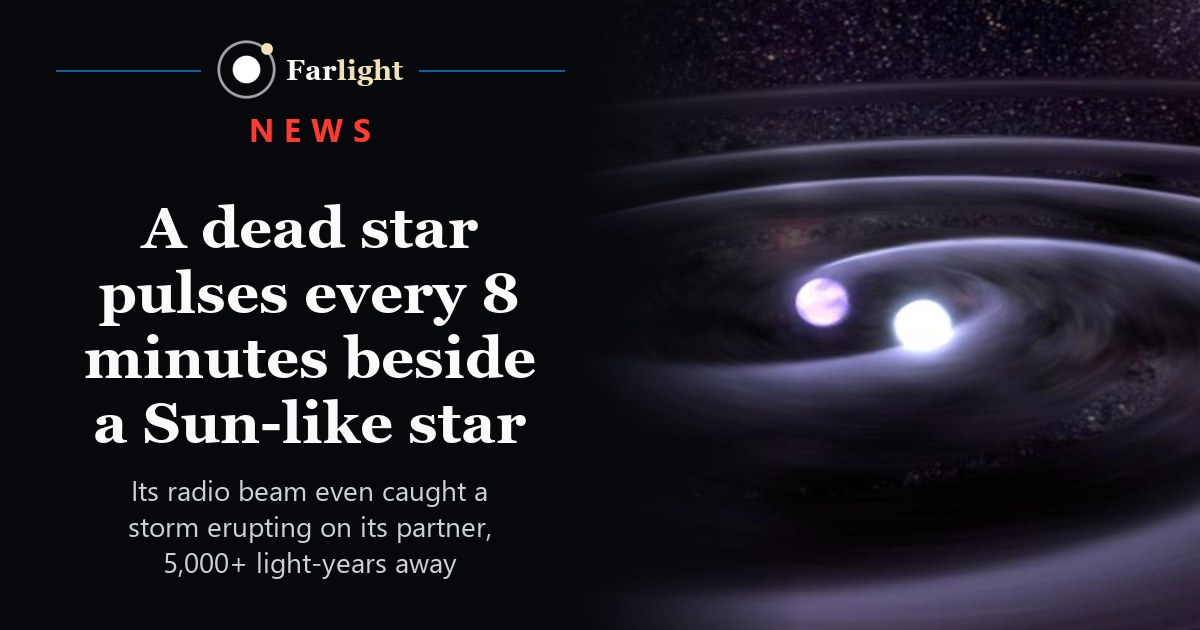 Farlight
NEWS
A dead star
pulses every 8
minutes beside
a Sun-like star
Its radio beam even caught a
storm erupting on its partner,
5,000+ light-years away